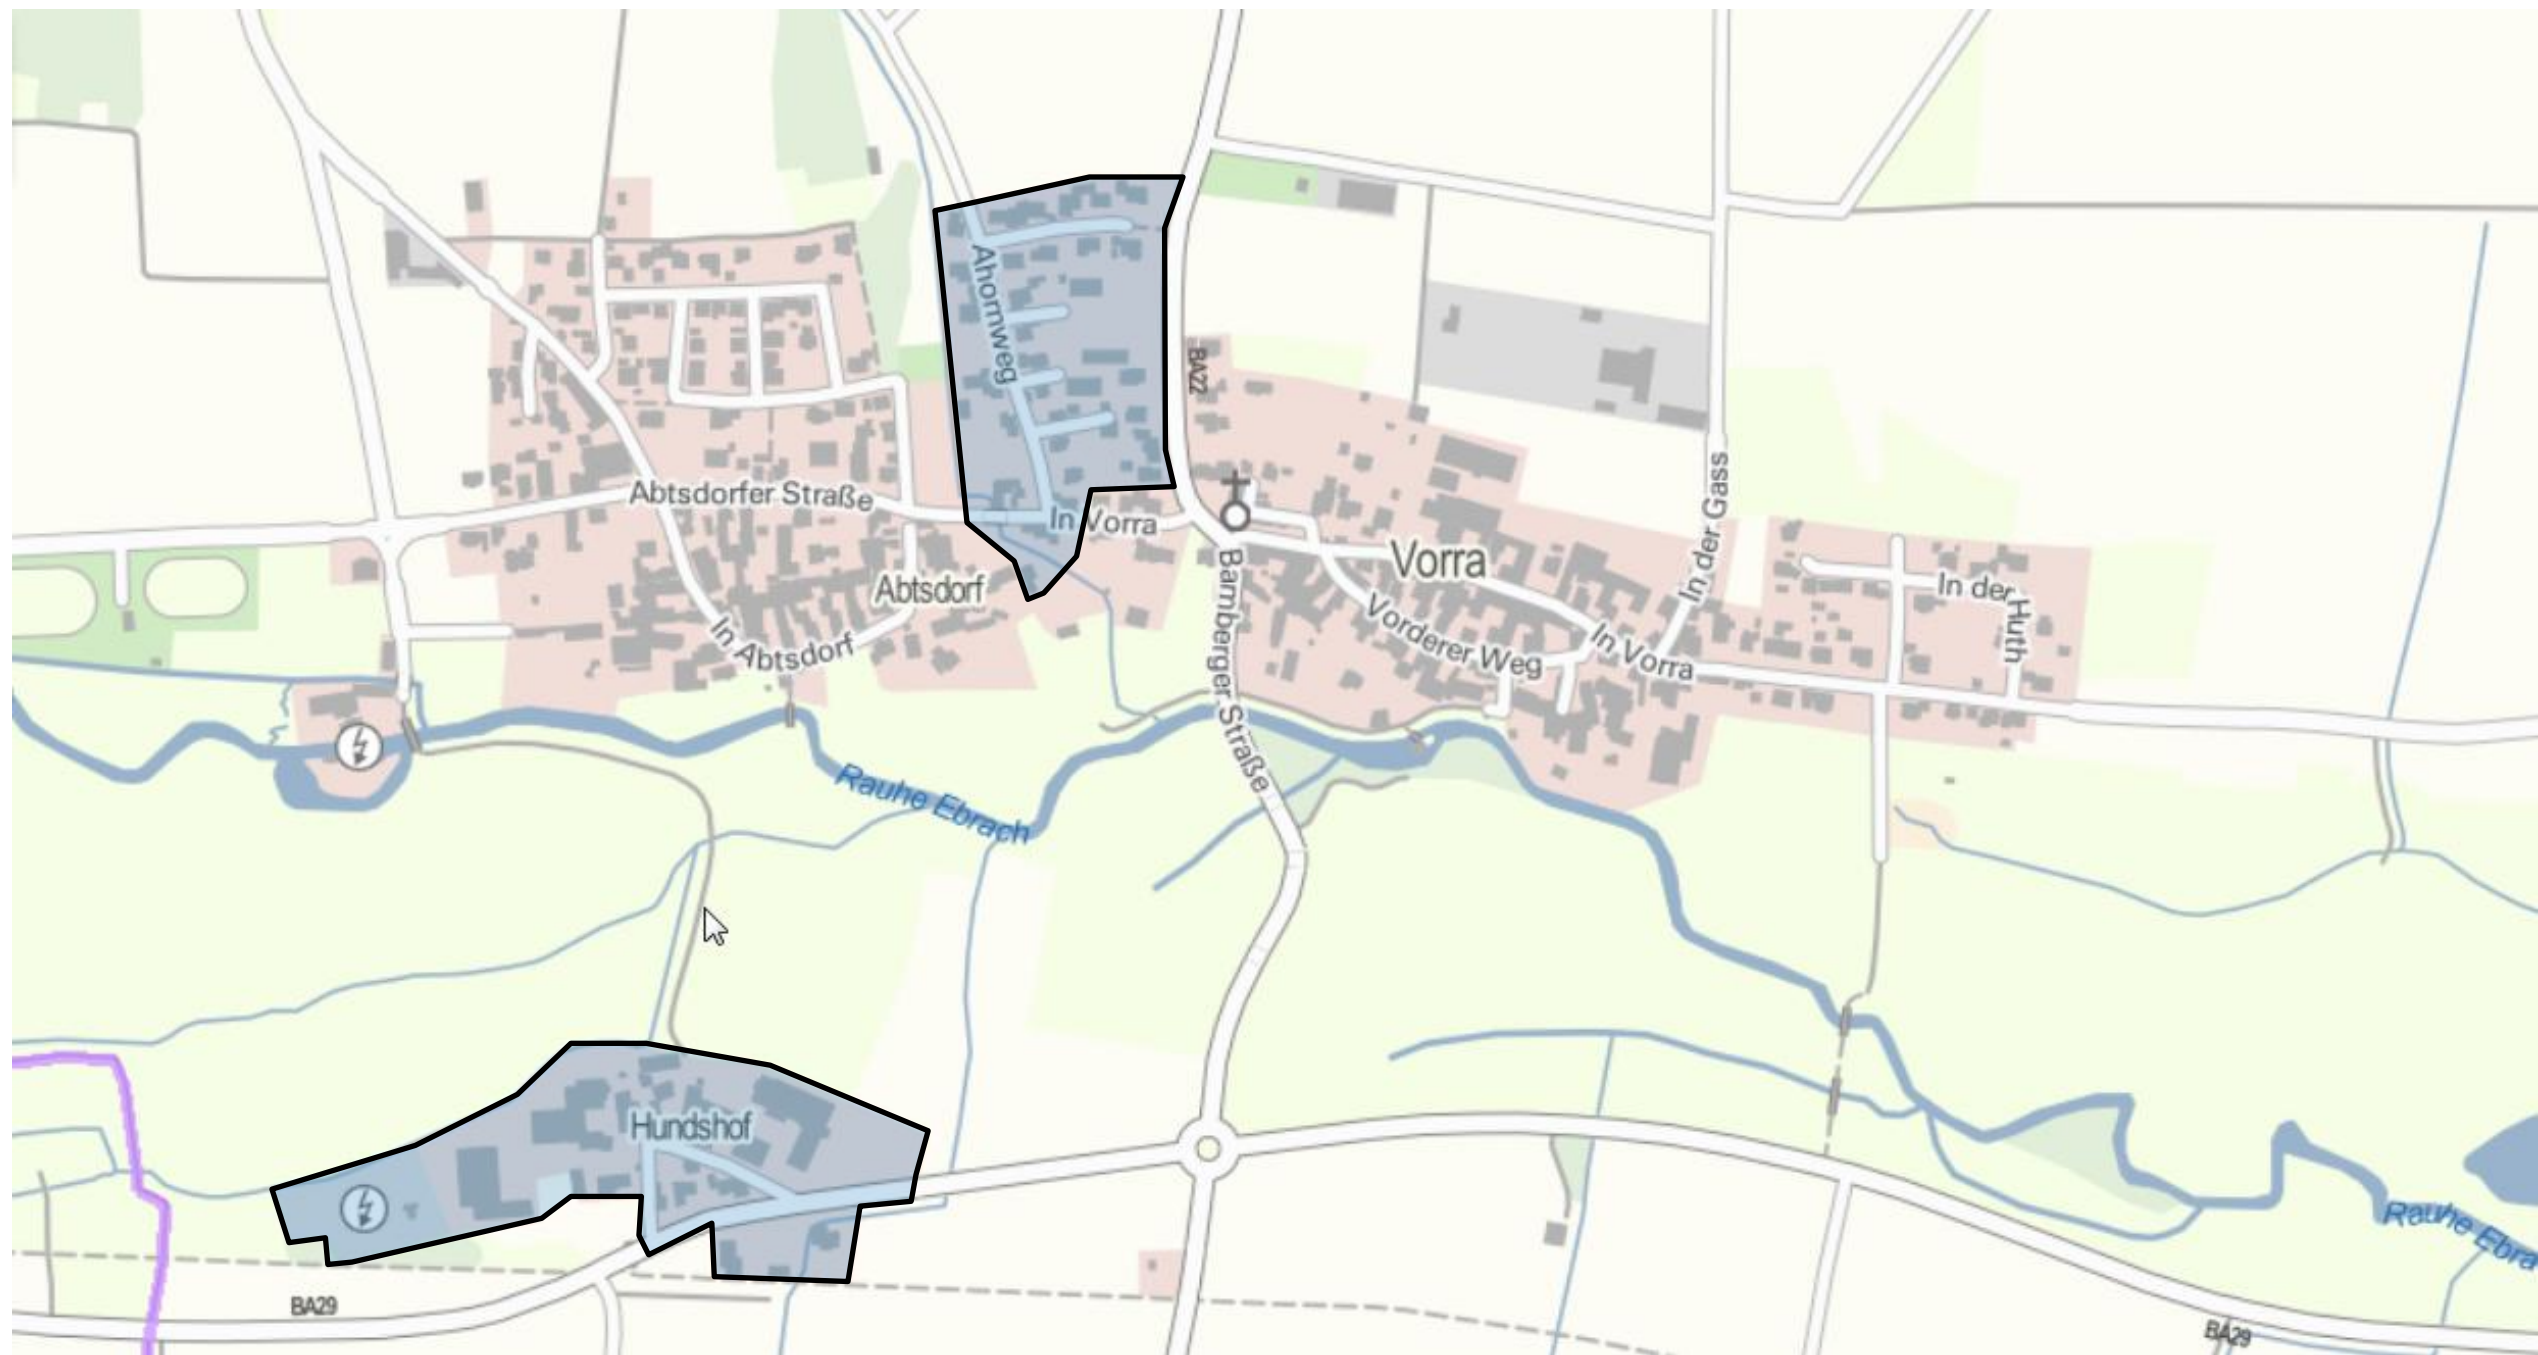 Ahornweg
BA22
Abtsdorfer Straße
In Vorra
In der Gass
Vorra
Abtsdorf
In der Huth
Vorderer Weg
In Abtsdorf
In Vorra
Bamberger Straße
Rauhe Ebrach
Hundshof
Rauhe Ebra
BA29
BA29